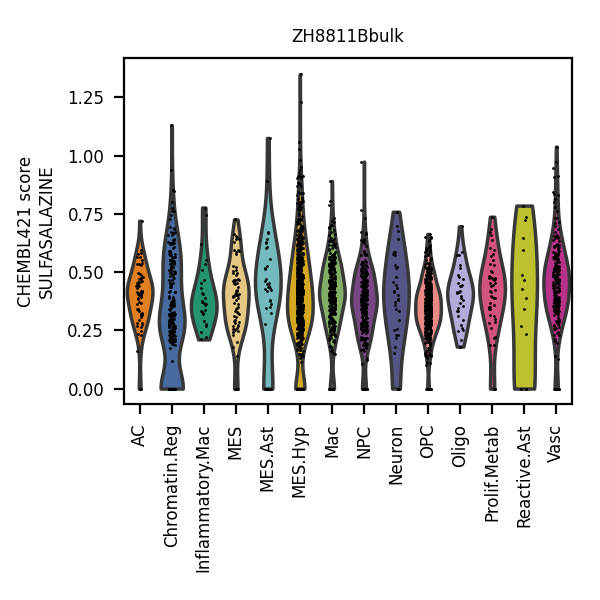 ZH8811Bbulk
CHEMBL421 score
SULFASALAZINE
1.25
1.00
0.75
0.50
0.25
0.00
AC
Chromatin.Reg
Inflammatory.Mac
MES
MES.Ast
MES.Hyp
Mac
NPC
Neuron
OPC
Oligo
Prolif.Metab
Reactive.Ast
Vasc